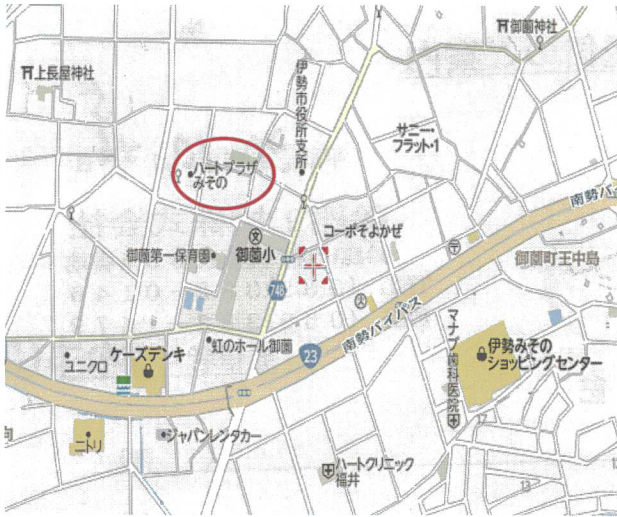 御薗神社
上長屋神社
伊勢市役所支所
サニー・
フラット・1
ハートプラザ
みその
南勢バイ
コーポそよかぜ
文
御薗小
御薗第一保育園
746
御薗町王中島
南勢バイパス
23
マナブ歯科医院
伊勢みその
ショッピングセンター
ケーズデンキ
虹のホール御薗
ユニクロ
17
向
ニトリ
ジャパンレンタカー
ハートクリニック
福井
13
13